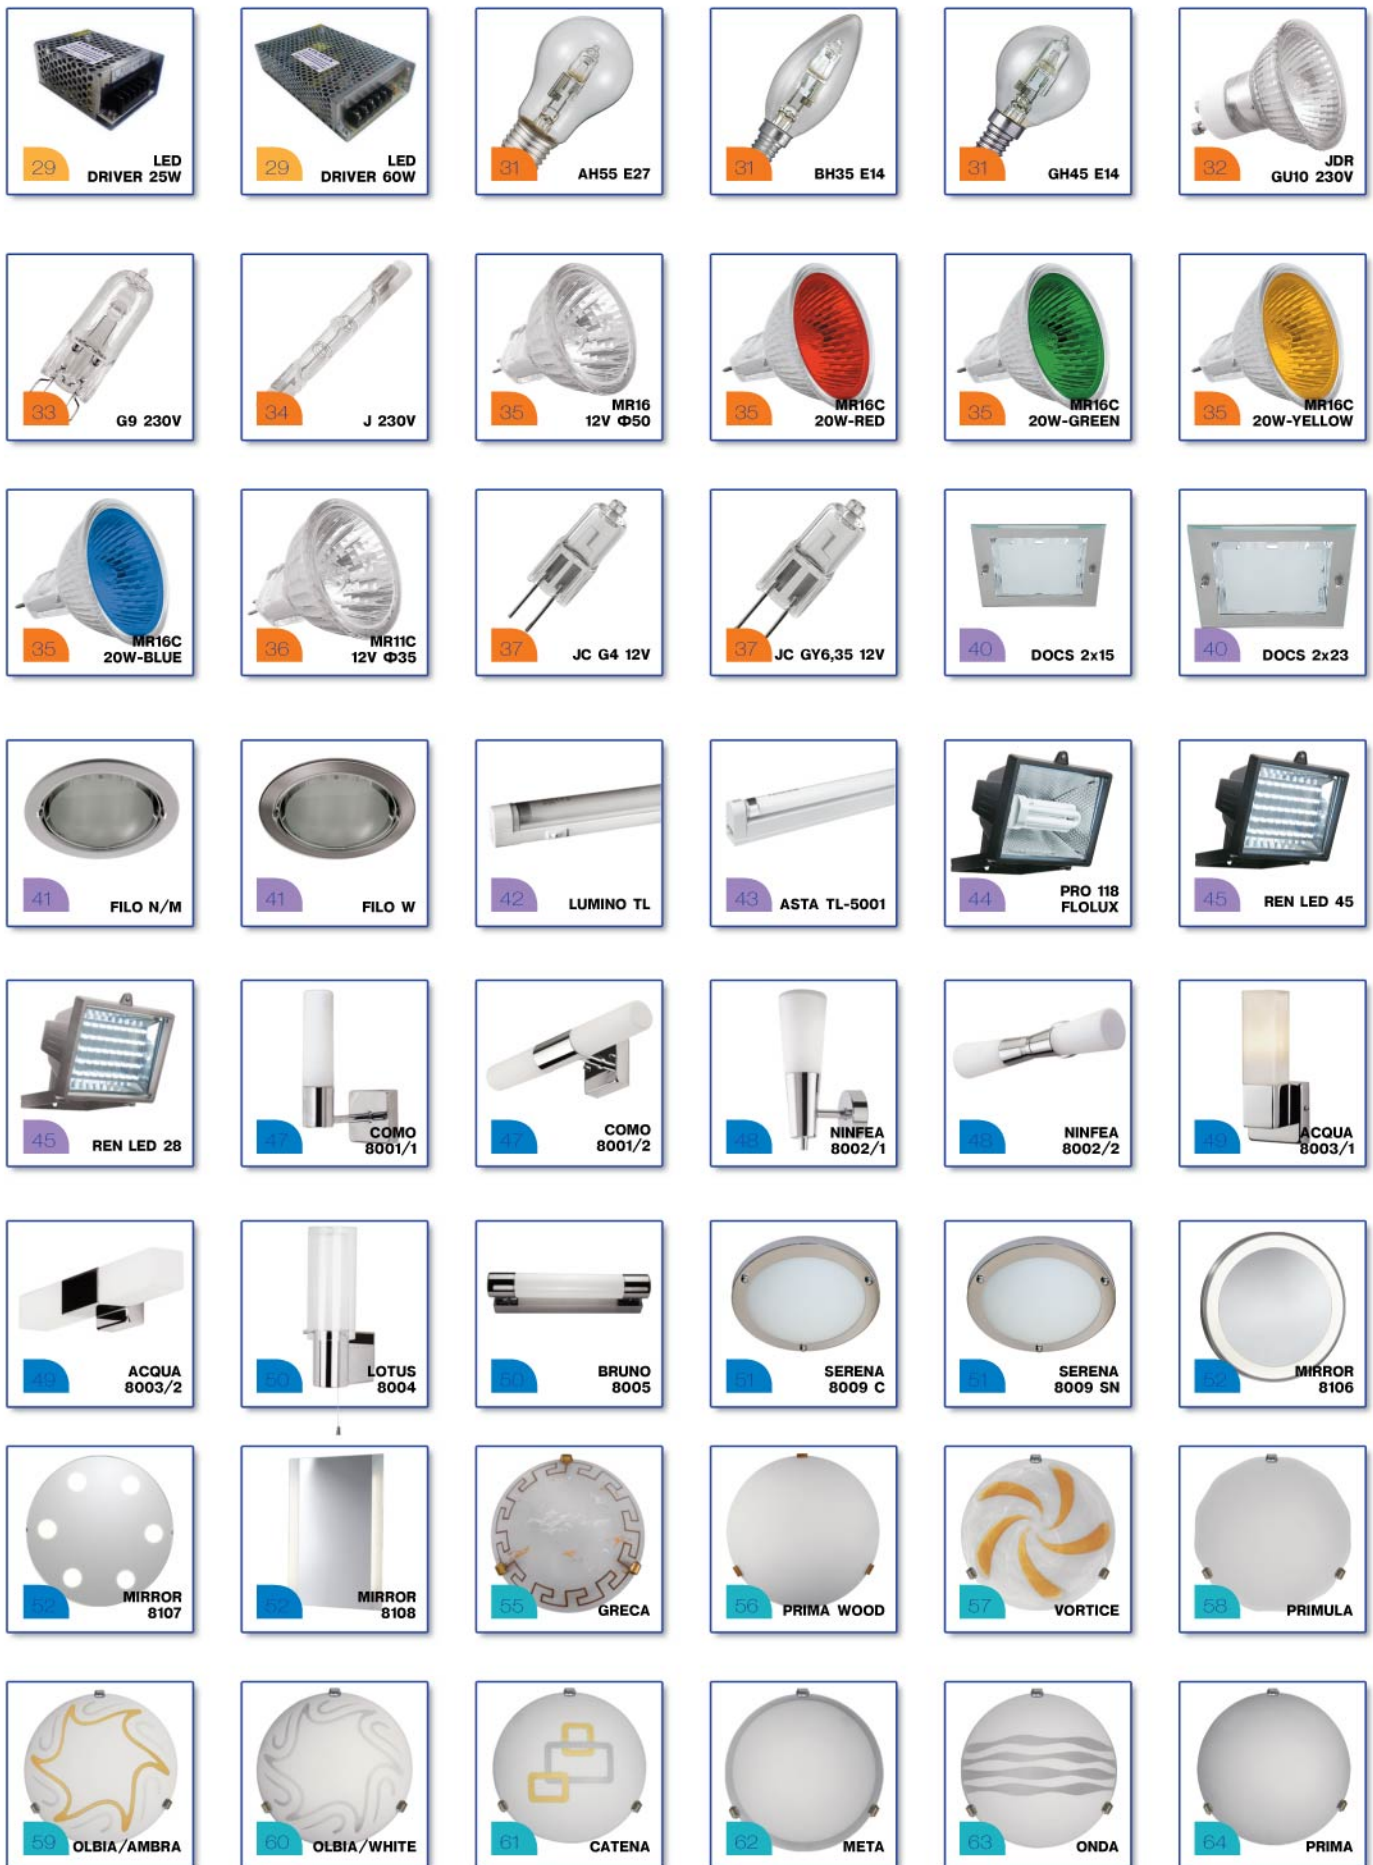 29
LED
DRIVER 25W
29
LED
DRIVER 60W
31
AH55 E27
31
BH35 E14
31
GH45 E14
32
JDR
GU10 230V
33
G9 230V
34
J 230V
35
MR16
12V Φ50
35
MR16C
20W-RED
35
MR16C
20W-GREEN
35
MR16C
20W-YELLOW
35
MR16C
20W-BLUE
36
MR11C
12V Φ35
37
JC G4 12V
37
JC GY6,35 12V
40
DOCS 2x15
40
DOCS 2x23
41
FILO N/M
41
FILO W
42
LUMINO TL
43
ASTA TL-5001
44
PRO 118
FLOLUX
45
REN LED 45
45
REN LED 28
47
COMO
8001/1
47
COMO
8001/2
48
NINFEA
8002/1
48
NINFEA
8002/2
49
ACQUA
8003/1
49
ACQUA
8003/2
50
LOTUS
8004
50
BRUNO
8005
51
SERENA
8009 C
51
SERENA
8009 SN
52
MIRROR
8106
52
MIRROR
8107
52
MIRROR
8108
55
GRECA
56
PRIMA WOOD
57
VORTICE
58
PRIMULA
59
OLBIA/AMBRA
60
OLBIA/WHITE
61
CATENA
62
META
63
ONDA
64
PRIMA